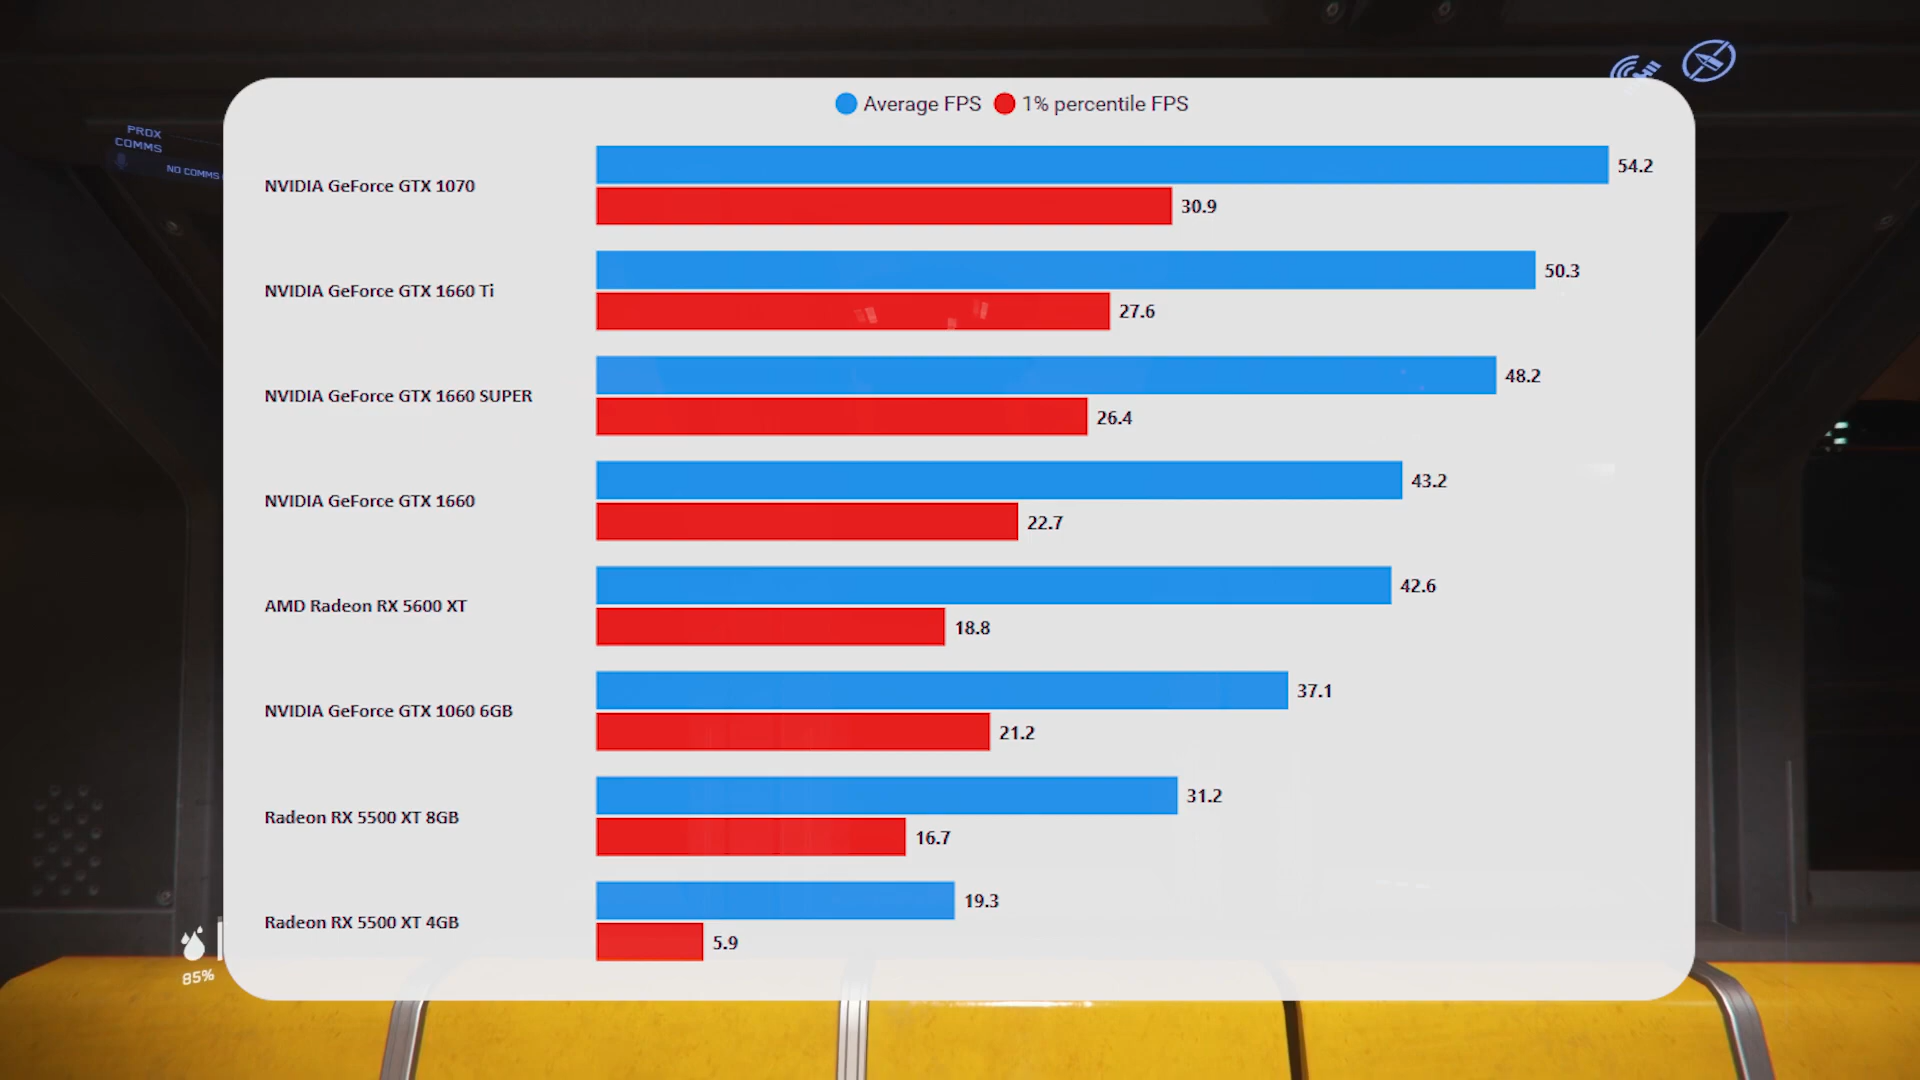 Average FPS 1% percentile FPS
PROX
COMMS
NO COMMS
NVIDIA GeForce GTX 1070
54.2
30.9
NVIDIA GeForce GTX 1660 Ti
50.3
27.6
NVIDIA GeForce GTX 1660 SUPER
48.2
26.4
NVIDIA GeForce GTX 1660
43.2
22.7
AMD Radeon RX 5600 XT
42.6
18.8
NVIDIA GeForce GTX 1060 6GB
37.1
21.2
Radeon RX 5500 XT 8GB
31.2
16.7
Radeon RX 5500 XT 4GB
19.3
5.9
85%